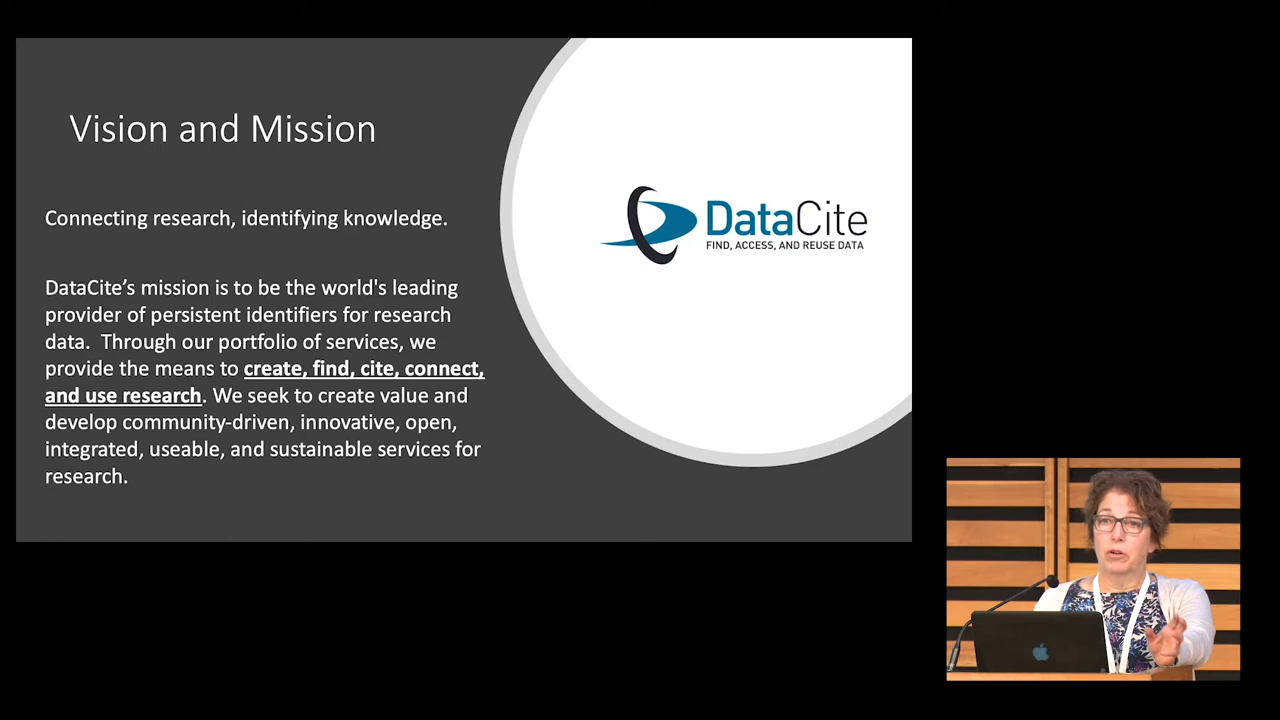 Vision and Mission
Connecting research, identifying knowledge.
DataCite’s mission is to be the world's leading
provider of persistent identifiers for research
data.  Through our portfolio of services, we
provide the means to create, find, cite, connect,
and use research. We seek to create value and
develop community-driven, innovative, open,
integrated, useable, and sustainable services for
research.
DataCite
FIND, ACCESS, AND REUSE DATA